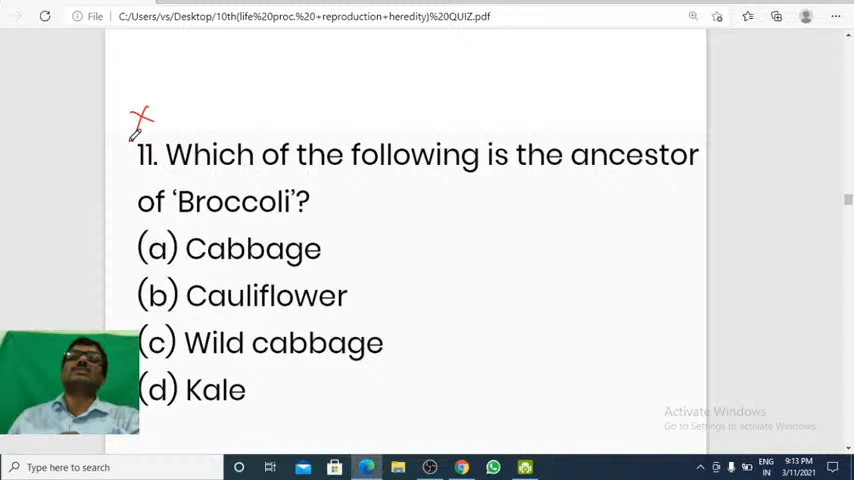 File
C:/Users/vs/Desktop/10th(life%20proc.%20+reproduction+heredity)%20QUIZ.pdf
x
11. Which of the following is the ancestor
of ‘Broccoli’?
(a) Cabbage
(b) Cauliflower
(c) Wild cabbage
(d) Kale
Activate Windows
Go to Settings to activate Windows.
Type here to search
ENG
IN
9:13 PM
3/11/2021